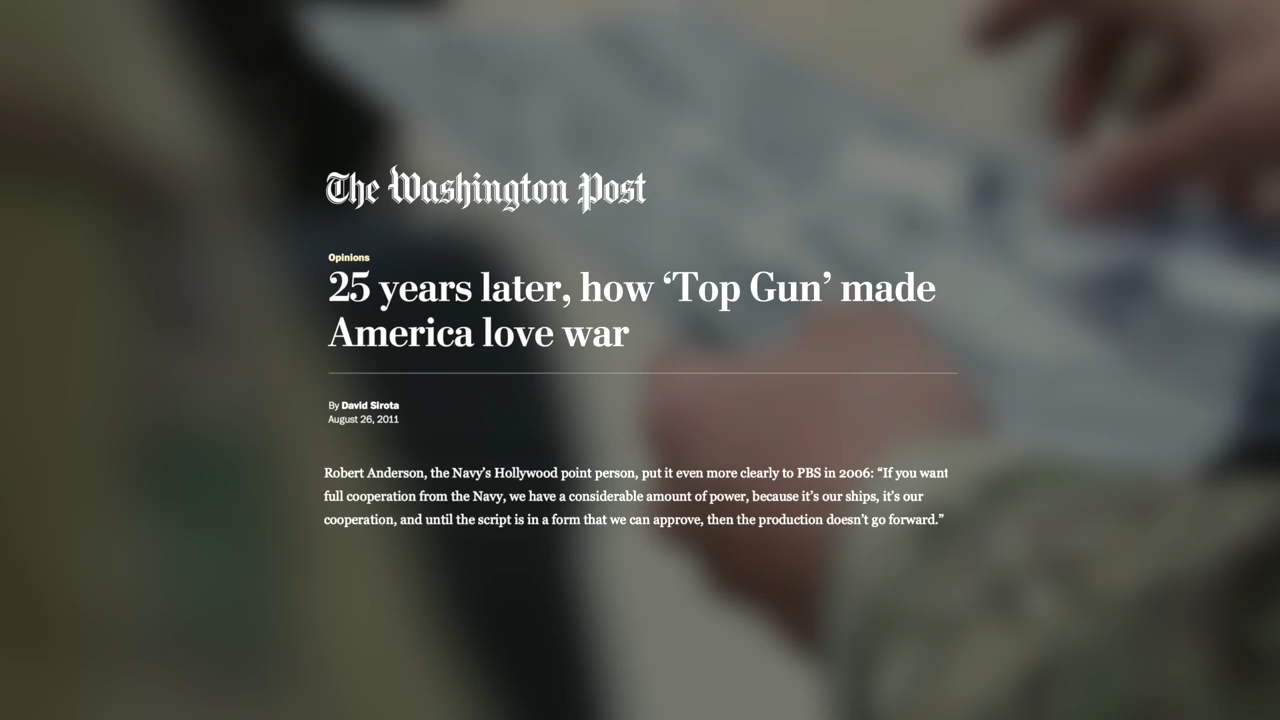 The Washington Post
Opinions
25 years later, how ‘Top Gun’ made
America love war
By David Sirota
August 26, 2011
Robert Anderson, the Navy’s Hollywood point person, put it even more clearly to PBS in 2006: “If you want
full cooperation from the Navy, we have a considerable amount of power, because it’s our ships, it’s our
cooperation, and until the script is in a form that we can approve, then the production doesn’t go forward.”